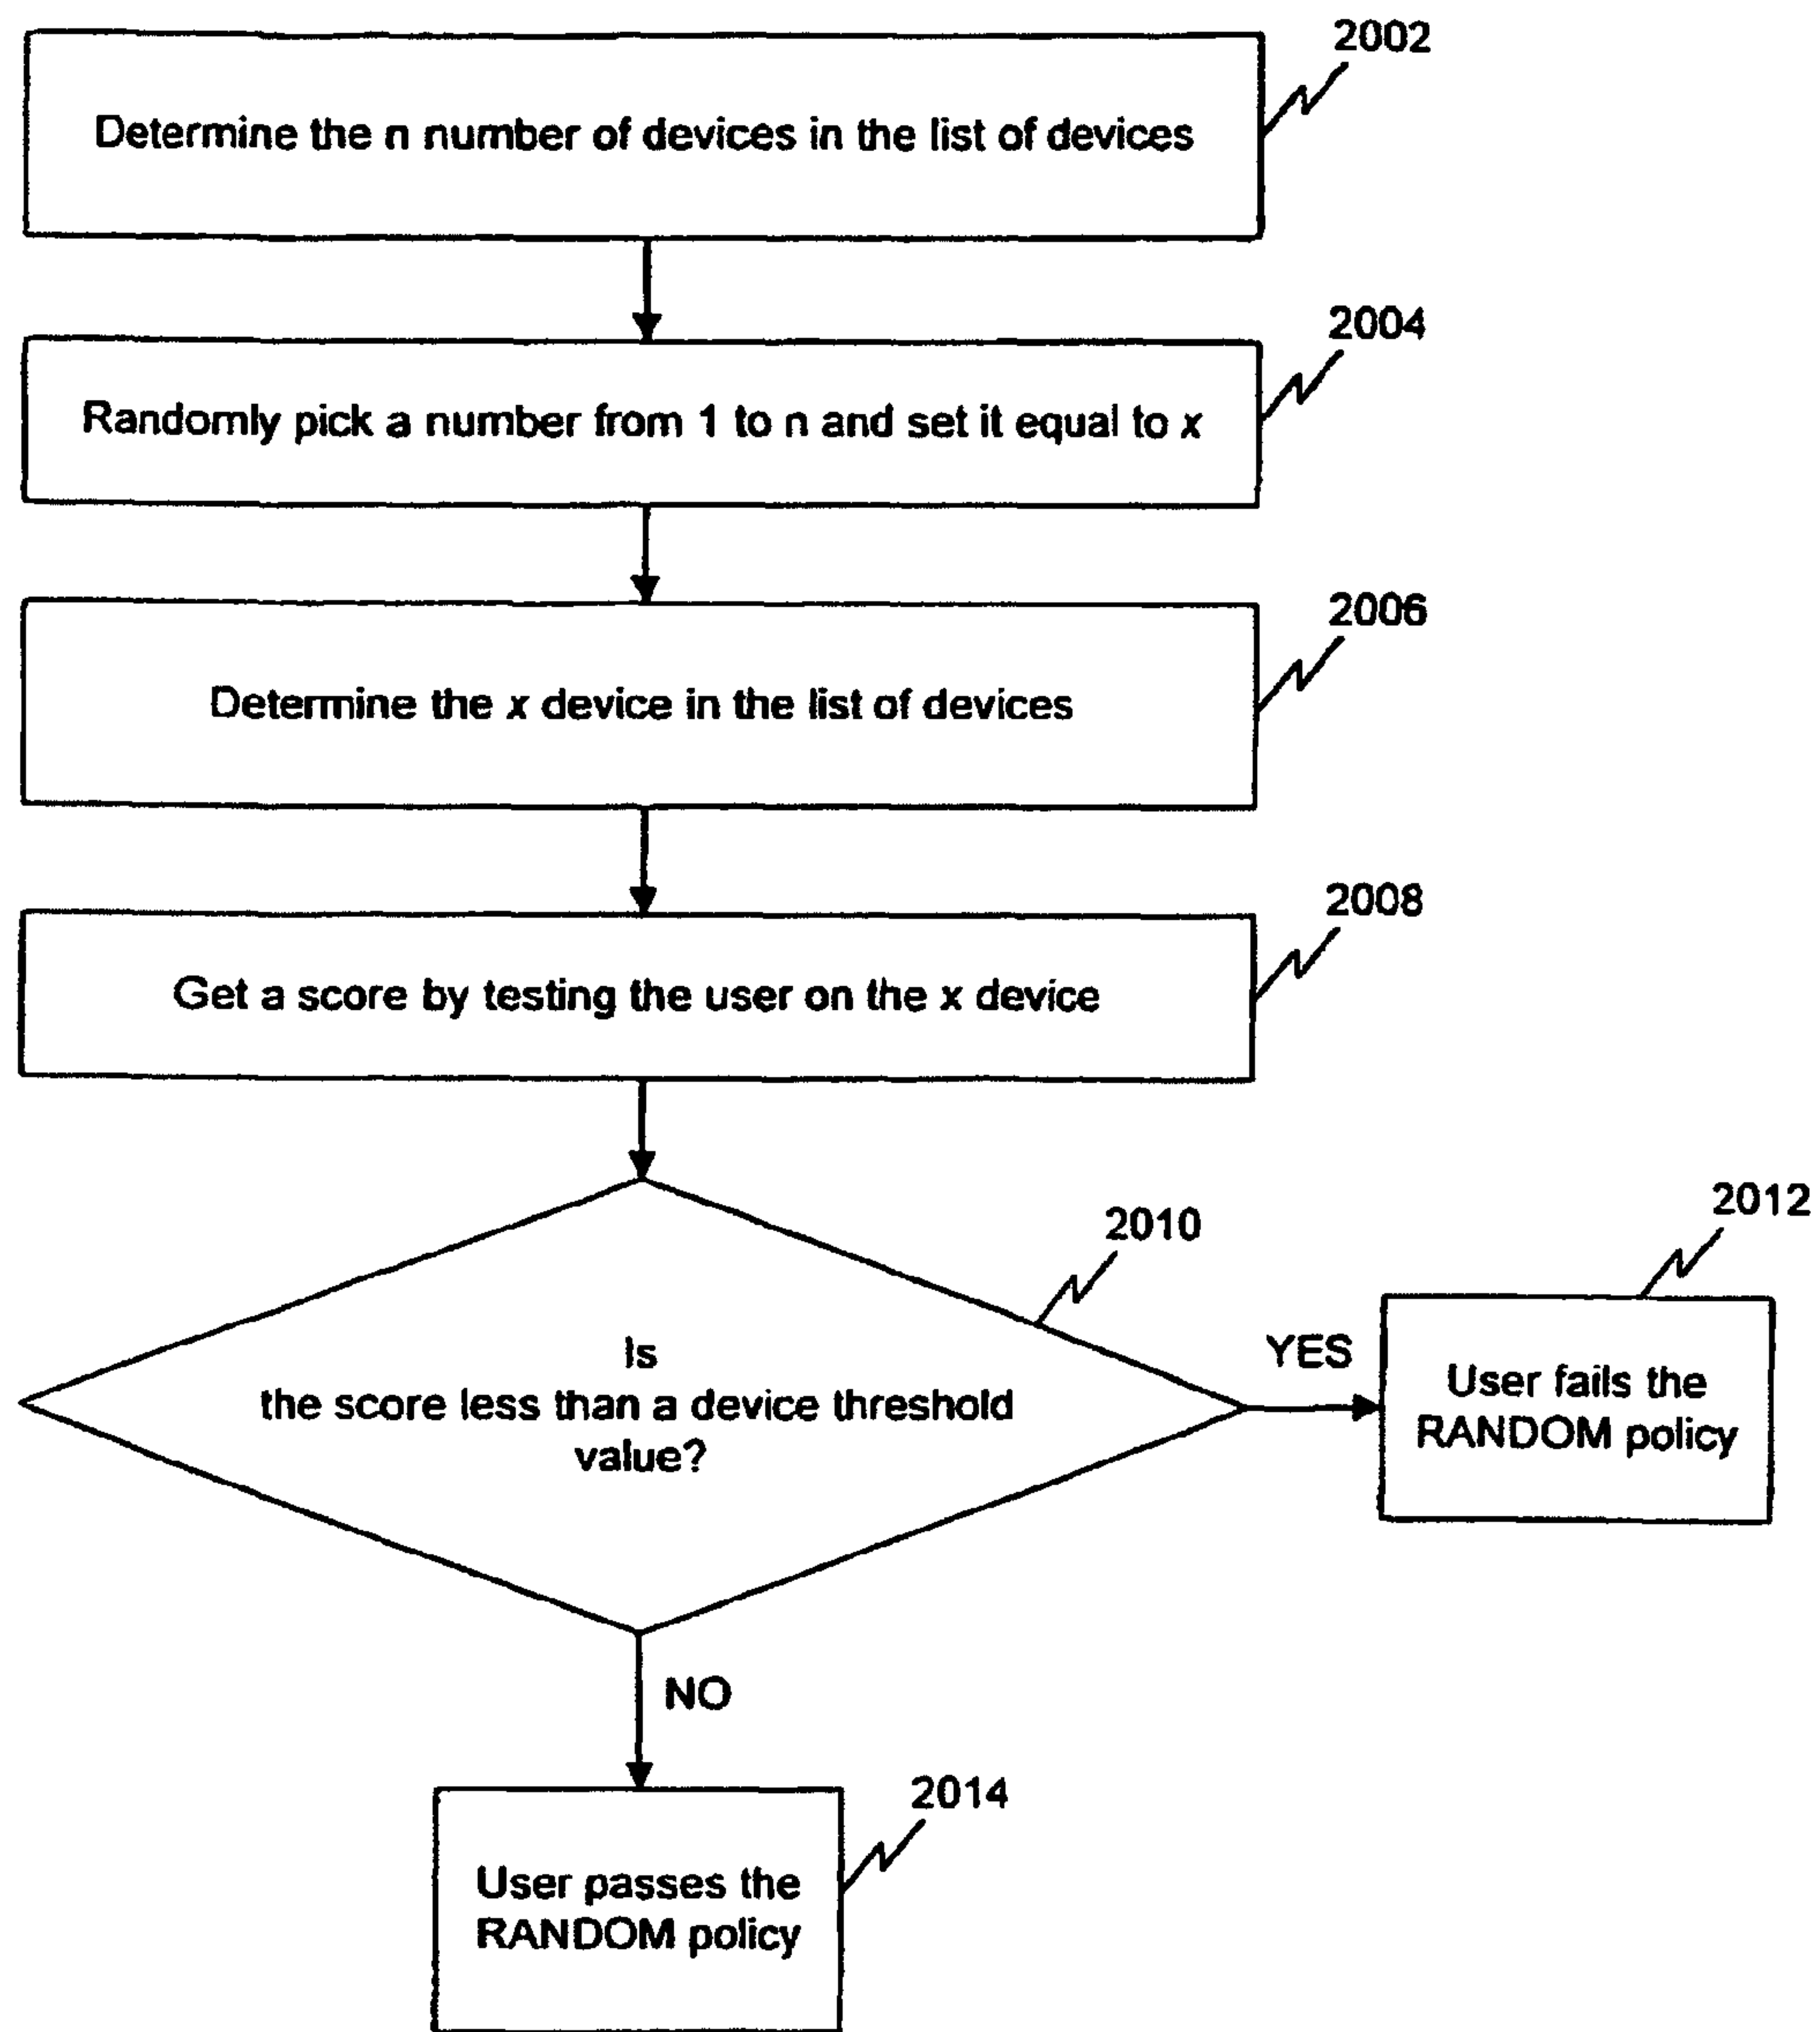 2002
Determine the n number of devices in the list of devices
2004
Randomly pick a number from 1 to n and set it equal to x
2006
Determine the x device in the list of devices
2008
Get a score by testing the user on the x device
2010
Is
the score less than a device threshold
value?
YES
2012
User fails the
RANDOM policy
NO
2014
User passes the
RANDOM policy